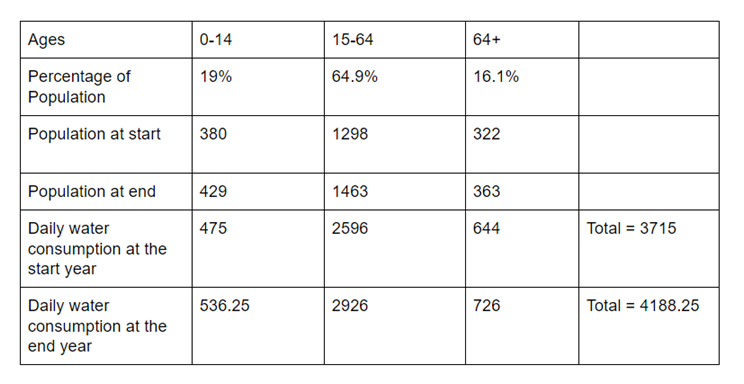 Ages 0-14 15-64 64+
Percentage of 19% 64.9% 16.1%
Population
Population at start 380 1298 322
Population at end 429 1463 363
Daily water 475 2596 644 Total = 3715
consumption at the
start year
Daily water 536.25 2926 726 Total = 4188.25
consumption at the
end year